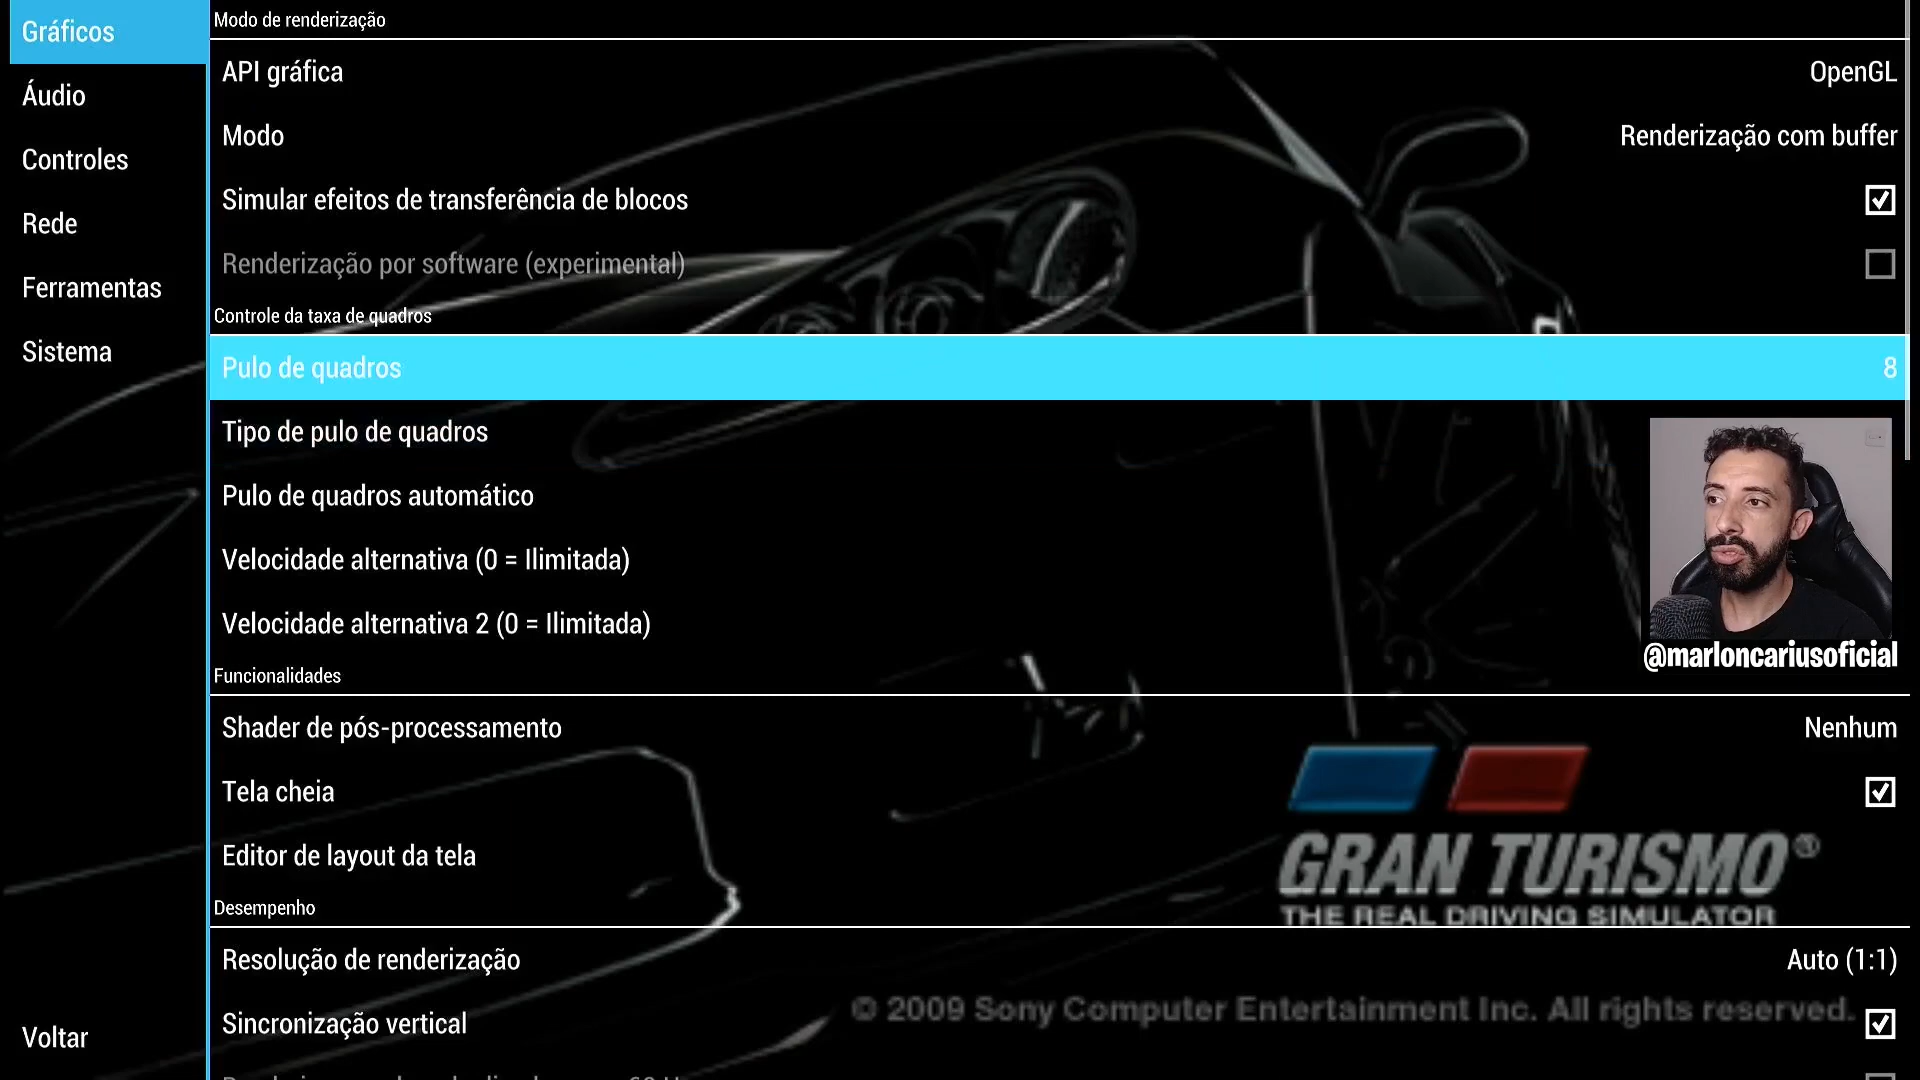 Gráficos
Áudio
Controles
Rede
Ferramentas
Sistema
Voltar
Modo de renderização
API gráfica OpenGL
Modo Renderização com buffer
Simular efeitos de transferência de blocos
Renderização por software (experimental)
Controle da taxa de quadros
Pulo de quadros 8
Tipo de pulo de quadros
Pulo de quadros automático
Velocidade alternativa (0 = Ilimitada)
Velocidade alternativa 2 (0 = Ilimitada)
@marloncariusoficial
Funcionalidades
Shader de pós-processamento Nenhum
Tela cheia
Editor de layout da tela
GRAN TURISMO®
THE REAL DRIVING SIMULATOR
Desempenho
Resolução de renderização Auto (1:1)
© 2009 Sony Computer Entertainment Inc. All rights reserved.
Sincronização vertical